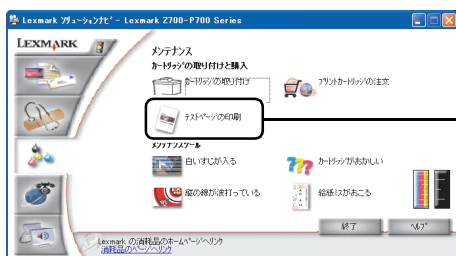 Lexmark ソリューションナビ - Lexmark Z700-P700 Series
LEXMARK
メンテナンス
カートリッジの取り付けと購入
カートリッジの取り付け
プリントカートリッジの注文
テストページの印刷
メンテナンスツール
白いすじが入る
カートリッジがおかしい
縦の線が波打っている
給紙ミスがおこる
終了
ヘルプ
Lexmark の消耗品のホームページへリンク
消耗品のページへリンク